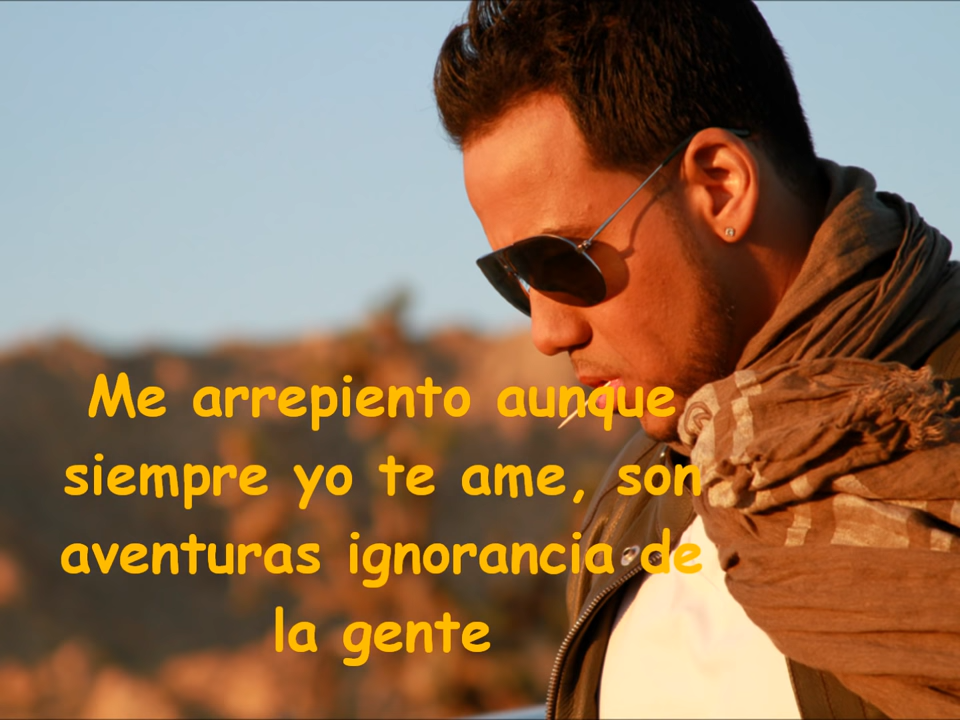 Me arrepiento aunque
siempre yo te ame, son
aventuras ignorancia de
la gente